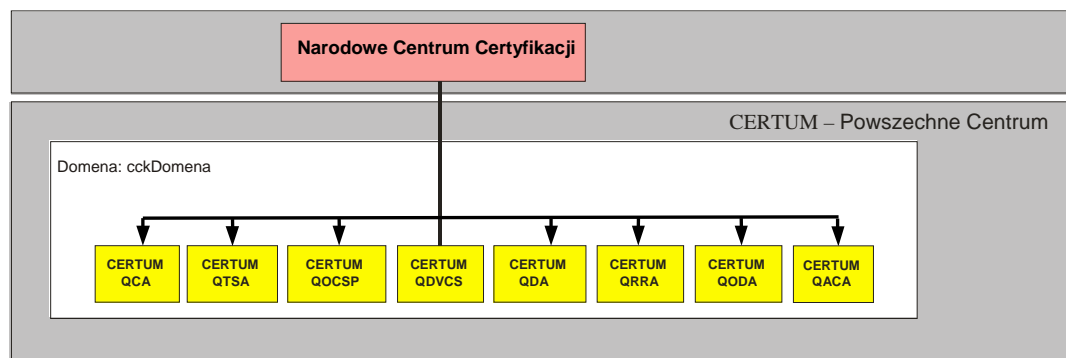 Narodowe Centrum Certyfikacji
CERTUM – Powszechne Centrum
Domena: cckDomena
CERTUM
QCA
CERTUM
QTSA
CERTUM
QOCSP
CERTUM
QDVCS
CERTUM
QDA
CERTUM
QRRA
CERTUM
QODA
CERTUM
QACA